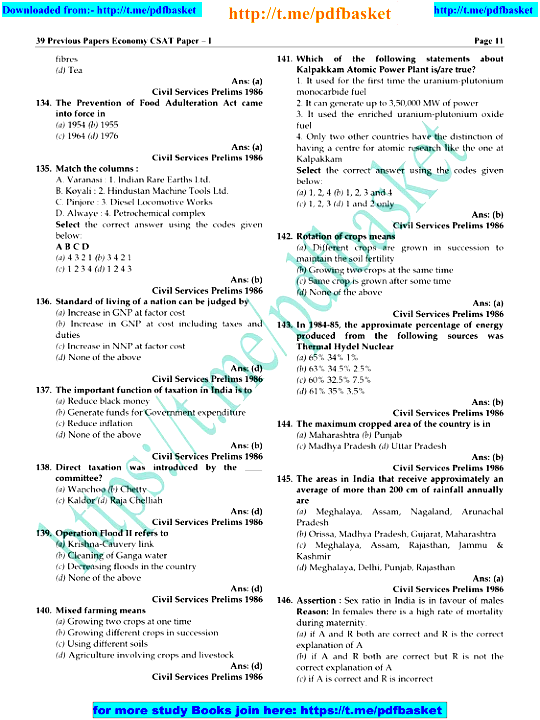 Downloaded from:- http://t.me/pdfbasket
http://t.me/pdfbasket
http://t.me/pdfbasket
39 Previous Papers Economy CSAT Paper – I
Page 11
fibres
(d) Tea
Ans: (a)
Civil Services Prelims 1986
134. The Prevention of Food Adulteration Act came
into force in
(a) 1954 (b) 1955
(c) 1964 (d) 1976
Ans: (a)
Civil Services Prelims 1986
135. Match the columns :
A. Varanasi : 1. Indian Rare Earths Ltd.
B. Koyali : 2. Hindustan Machine Tools Ltd.
C. Pinjore : 3. Diesel Locomotive Works
D. Alwaye : 4. Petrochemical complex
Select the correct answer using the codes given
below:
A B C D
(a) 4 3 2 1 (b) 3 4 2 1
(c) 1 2 3 4 (d) 1 2 4 3
Ans: (b)
Civil Services Prelims 1986
136. Standard of living of a nation can be judged by
(a) Increase in GNP at factor cost
(b) Increase in GNP at cost including taxes and
duties
(c) Increase in NNP at factor cost
(d) None of the above
Ans: (d)
Civil Services Prelims 1986
137. The important function of taxation in India is to
(a) Reduce black money
(b) Generate funds for Government expenditure
(c) Reduce inflation
(d) None of the above
Ans: (b)
Civil Services Prelims 1986
138. Direct taxation was introduced by the ____
committee?
(a) Wanchoo (b) Chetty
(c) Kaldor (d) Raja Chelliah
Ans: (d)
Civil Services Prelims 1986
139. Operation Flood II refers to
(a) Krishna-Cauvery link
(b) Cleaning of Ganga water
(c) Decreasing floods in the country
(d) None of the above
Ans: (d)
Civil Services Prelims 1986
140. Mixed farming means
(a) Growing two crops at one time
(b) Growing different crops in succession
(c) Using different soils
(d) Agriculture involving crops and livestock
Ans: (d)
Civil Services Prelims 1986
141. Which of the following statements about
Kalpakkam Atomic Power Plant is/are true?
1. It used for the first time the uranium-plutonium
monocarbide fuel
2. It can generate up to 3,50,000 MW of power
3. It used the enriched uranium-plutonium oxide
fuel
4. Only two other countries have the distinction of
having a centre for atomic research like the one at
Kalpakkam
Select the correct answer using the codes given
below:
(a) 1, 2, 4 (b) 1, 2, 3 and 4
(c) 1, 2, 3 (d) 1 and 2 only
Ans: (b)
Civil Services Prelims 1986
142. Rotation of crops means
(a) Different crops are grown in succession to
maintain the soil fertility
(b) Growing two crops at the same time
(c) Same crop is grown after some time
(d) None of the above
Ans: (a)
Civil Services Prelims 1986
143. In 1984-85, the approximate percentage of energy
produced from the following sources was
Thermal Hydel Nuclear
(a) 65% 34% 1%
(b) 63% 34.5% 2.5%
(c) 60% 32.5% 7.5%
(d) 61% 35% 3.5%
Ans: (b)
Civil Services Prelims 1986
144. The maximum cropped area of the country is in
(a) Maharashtra (b) Punjab
(c) Madhya Pradesh (d) Uttar Pradesh
Ans: (b)
Civil Services Prelims 1986
145. The areas in India that receive approximately an
average of more than 200 cm of rainfall annually
are
(a) Meghalaya, Assam, Nagaland, Arunachal
Pradesh
(b) Orissa, Madhya Pradesh, Gujarat, Maharashtra
(c) Meghalaya, Assam, Rajasthan, Jammu &
Kashmir
(d) Meghalaya, Delhi, Punjab, Rajasthan
Ans: (a)
Civil Services Prelims 1986
146. Assertion : Sex ratio in India is in favour of males
Reason: In females there is a high rate of mortality
during maternity.
(a) if A and R both are correct and R is the correct
explanation of A
(b) if A and R both are correct but R is not the
correct explanation of A
(c) if A is correct and R is incorrect
https://t.me/pdfbasket
for more study Books join here: https://t.me/pdfbasket